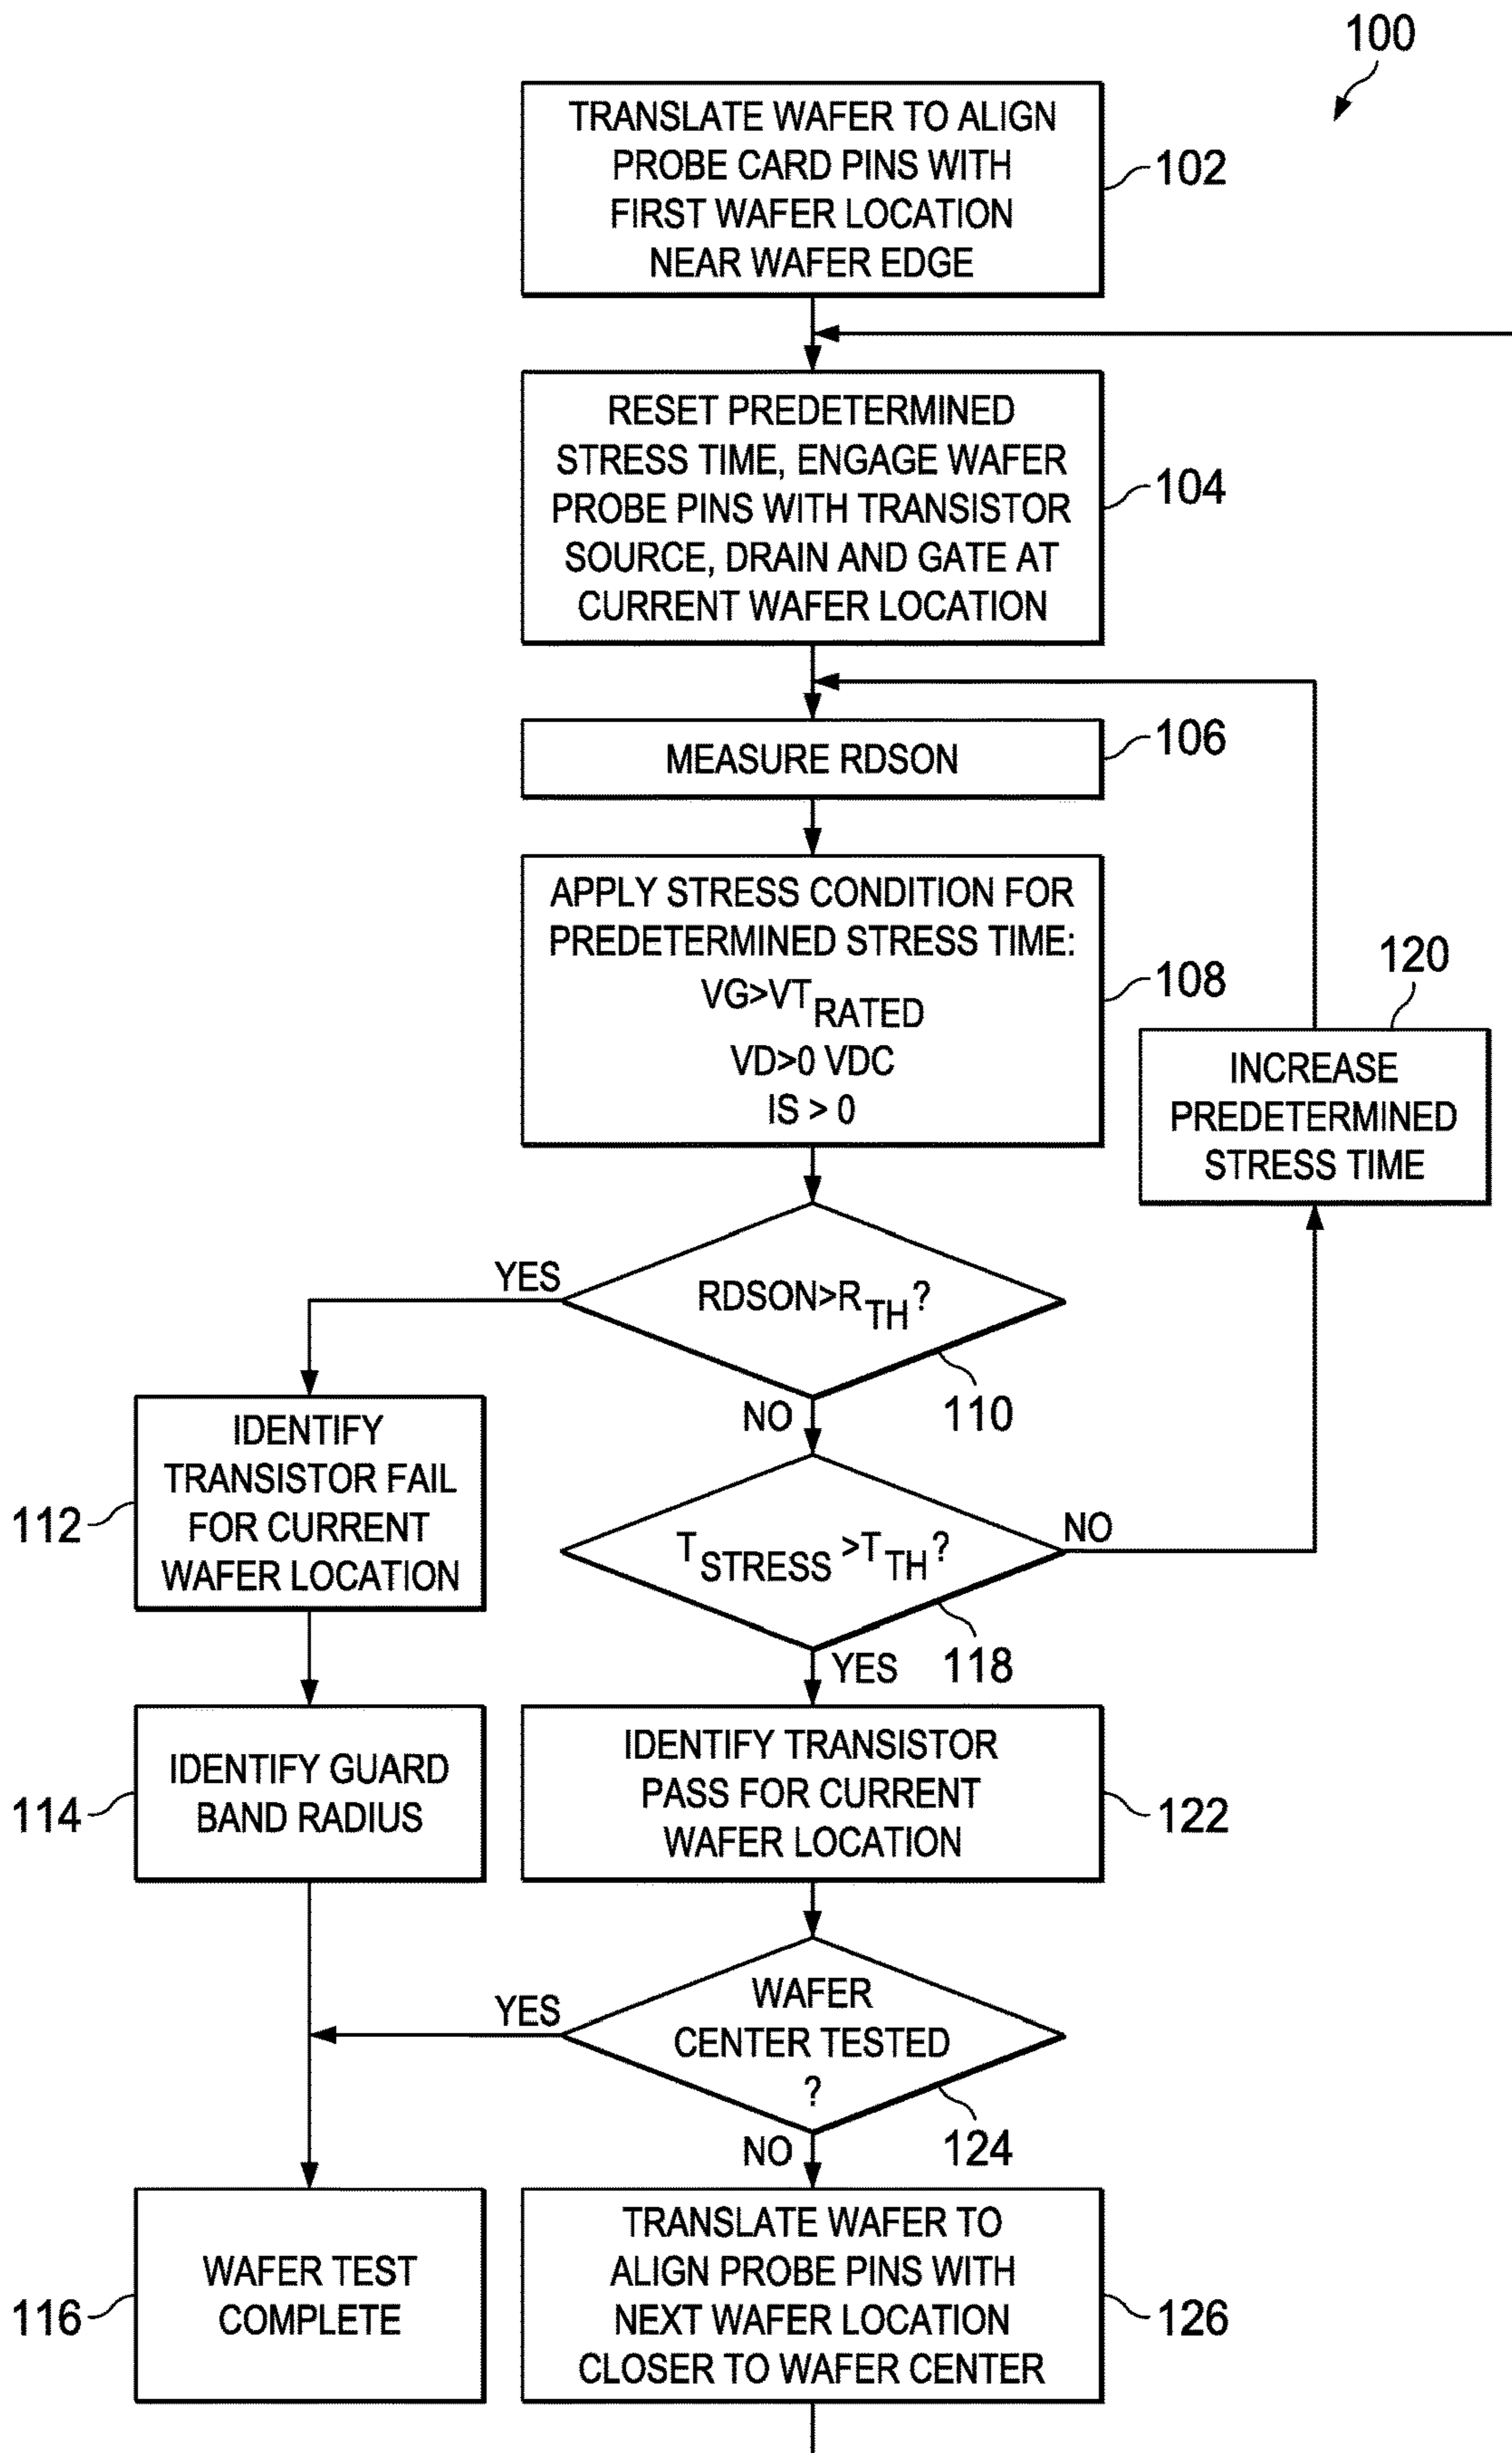 100
TRANSLATE WAFER TO ALIGN
PROBE CARD PINS WITH
FIRST WAFER LOCATION
NEAR WAFER EDGE
102
RESET PREDETERMINED
STRESS TIME, ENGAGE WAFER
PROBE PINS WITH TRANSISTOR
SOURCE, DRAIN AND GATE AT
CURRENT WAFER LOCATION
104
MEASURE RDSON
106
APPLY STRESS CONDITION FOR
PREDETERMINED STRESS TIME:
VG>VT RATED
VD>0 VDC
IS > 0
108
120
INCREASE
PREDETERMINED
STRESS TIME
YES
RDSON>R TH ?
110
NO
IDENTIFY
TRANSISTOR FAIL
FOR CURRENT
WAFER LOCATION
112
T STRESS >T TH ?
NO
118
YES
IDENTIFY GUARD
BAND RADIUS
114
IDENTIFY TRANSISTOR
PASS FOR CURRENT
WAFER LOCATION
122
YES
WAFER
CENTER TESTED
?
124
NO
WAFER TEST
COMPLETE
116
TRANSLATE WAFER TO
ALIGN PROBE PINS WITH
NEXT WAFER LOCATION
CLOSER TO WAFER CENTER
126